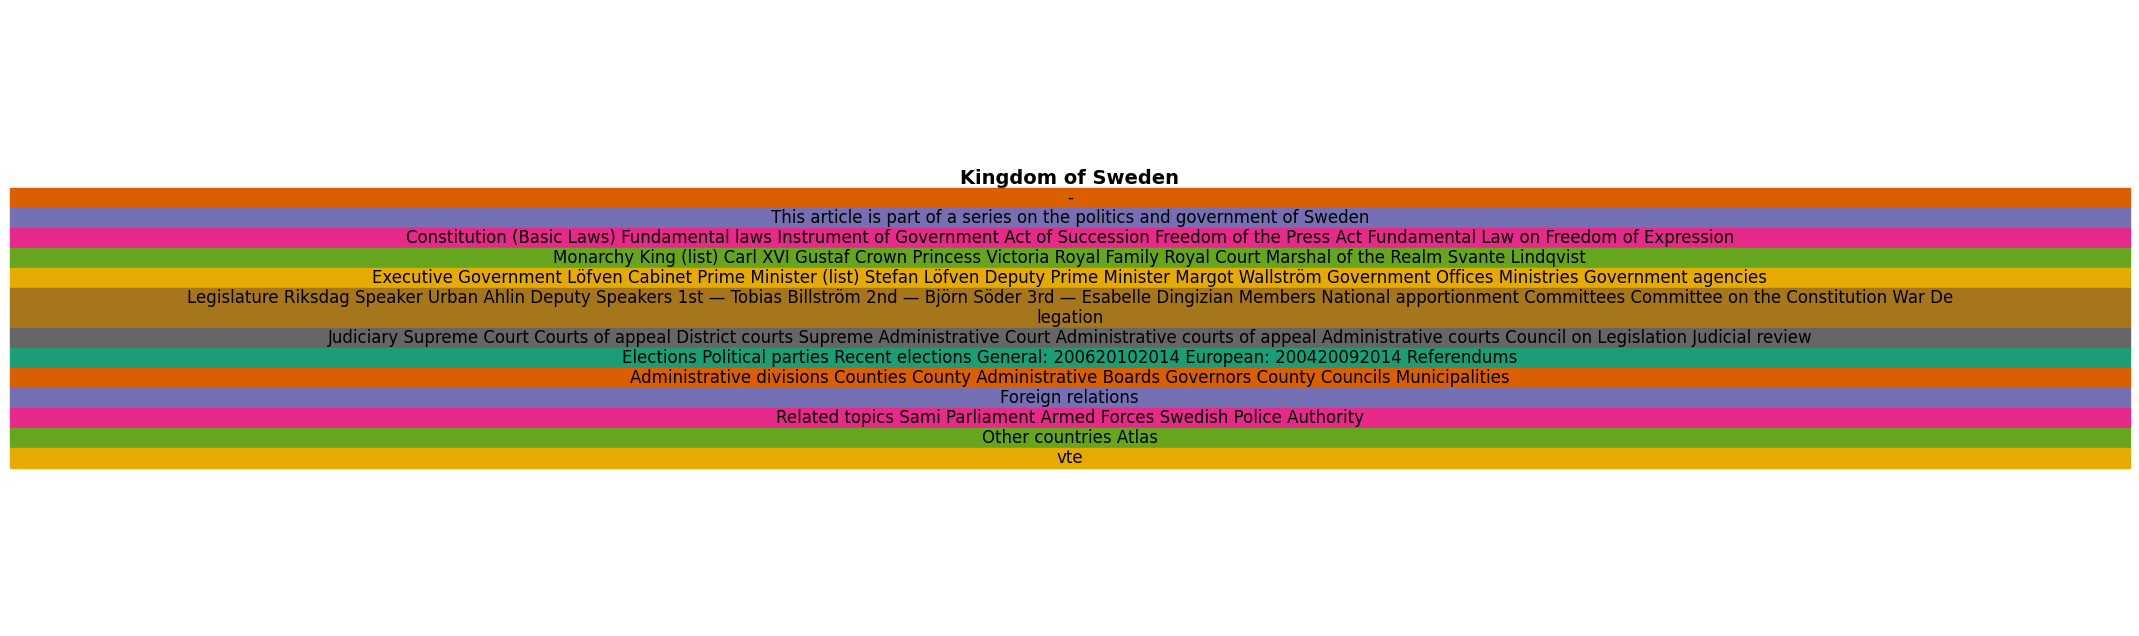 Kingdom of Sweden
-
This article is part of a series on the politics and government of Sweden
Constitution (Basic Laws) Fundamental laws Instrument of Government Act of Succession Freedom of the Press Act Fundamental Law on Freedom of Expression
Monarchy King (list) Carl XVI Gustaf Crown Princess Victoria Royal Family Royal Court Marshal of the Realm Svante Lindqvist
Executive Government Löfven Cabinet Prime Minister (list) Stefan Löfven Deputy Prime Minister Margot Wallström Government Offices Ministries Government agencies
Legislature Riksdag Speaker Urban Ahlin Deputy Speakers 1st — Tobias Billström 2nd — Björn Söder 3rd — Esabelle Dingizian Members National apportionment Committees Committee on the Constitution War De
legation
Judiciary Supreme Court Courts of appeal District courts Supreme Administrative Court Administrative courts of appeal Administrative courts Council on Legislation Judicial review
Elections Political parties Recent elections General: 200620102014 European: 200420092014 Referendums
Administrative divisions Counties County Administrative Boards Governors County Councils Municipalities
Foreign relations
Related topics Sami Parliament Armed Forces Swedish Police Authority
Other countries Atlas
vte